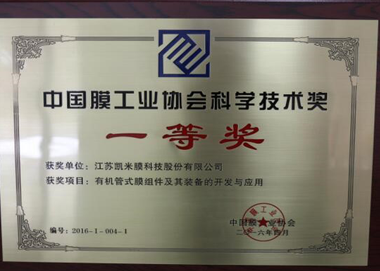 中国膜工业协会科学技术奖
一等奖
获奖单位：江苏凯米膜科技股份有限公司
获奖项目：有机管式膜组件及其装备的开发与应用
编号：2016-1-004-1
中国膜工业协会
二〇一六年四月